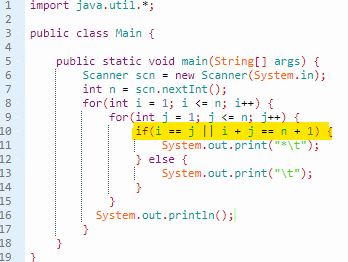 1 import java.util.*;
2
3 public class Main {
4
5 public static void main(String[] args) {
6 Scanner scn = new Scanner(System.in);
7 int n = scn.nextInt();
8 for(int i = 1; i <= n; i++) {
9 for(int j = 1; j <= n; j++) {
10 if(i == j || i + j == n + 1) {
11 System.out.print("*\t");
12 } else {
13 System.out.print("\t");
14 }
15 }
16 System.out.println();
17 }
18 }
19 }